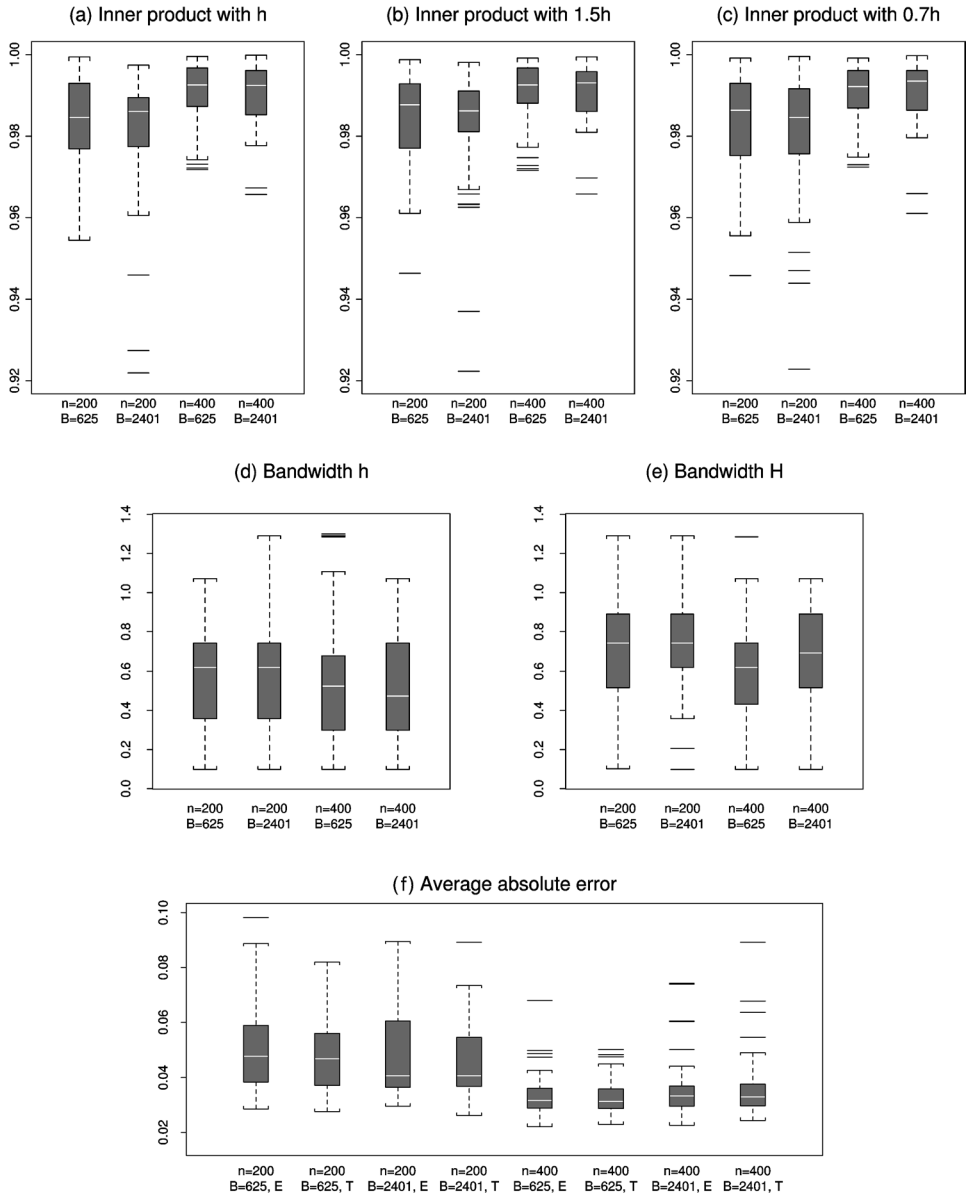 (a) Inner product with h
(b) Inner product with 1.5h
(c) Inner product with 0.7h
1.00
0.98
0.96
0.94
0.92
1.00
0.98
0.96
0.94
0.92
1.00
0.98
0.96
0.94
0.92
n=200 n=200 n=400 n=400
B=625 B=2401 B=625 B=2401
n=200 n=200 n=400 n=400
B=625 B=2401 B=625 B=2401
n=200 n=200 n=400 n=400
B=625 B=2401 B=625 B=2401
(d) Bandwidth h
(e) Bandwidth H
1.4
1.2
1.0
0.8
0.6
0.4
0.2
0.0
1.4
1.2
1.0
0.8
0.6
0.4
0.2
0.0
n=200 n=200 n=400 n=400
B=625 B=2401 B=625 B=2401
n=200 n=200 n=400 n=400
B=625 B=2401 B=625 B=2401
(f) Average absolute error
0.10
0.08
0.06
0.04
0.02
n=200 n=200 n=200 n=200 n=400 n=400 n=400 n=400
B=625, E B=625, T B=2401, E B=2401, T B=625, E B=625, T B=2401, E B=2401, T